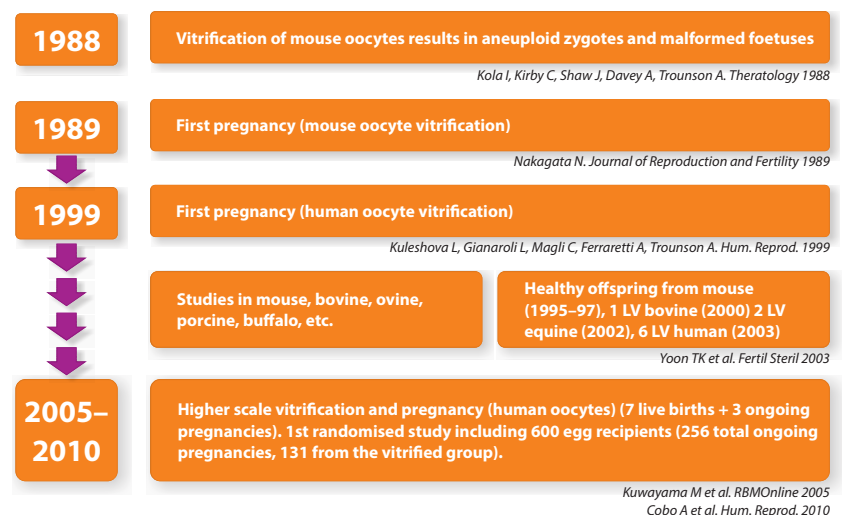 1988
Vitrification of mouse oocytes results in aneuploid zygotes and malformed foetuses
Kola I, Kirby C, Shaw J, Davey A, Trounson A. Theratology 1988
1989
First pregnancy (mouse oocyte vitrification)
Nakagata N. Journal of Reproduction and Fertility 1989
1999
First pregnancy (human oocyte vitrification)
Kuleshova L, Gianaroli L, Magli C, Ferraretti A, Trounson A. Hum. Reprod. 1999
Studies in mouse, bovine, ovine,
porcine, buffalo, etc.
Healthy offspring from mouse
(1995–97), 1 LV bovine (2000) 2 LV
equine (2002), 6 LV human (2003)
Yoon TK et al. Fertil Steril 2003
2005–
2010
Higher scale vitrification and pregnancy (human oocytes) (7 live births + 3 ongoing
pregnancies). 1st randomised study including 600 egg recipients (256 total ongoing
pregnancies, 131 from the vitrified group).
Kuwayama M et al. RBMOnline 2005
Cobo A et al. Hum. Reprod. 2010